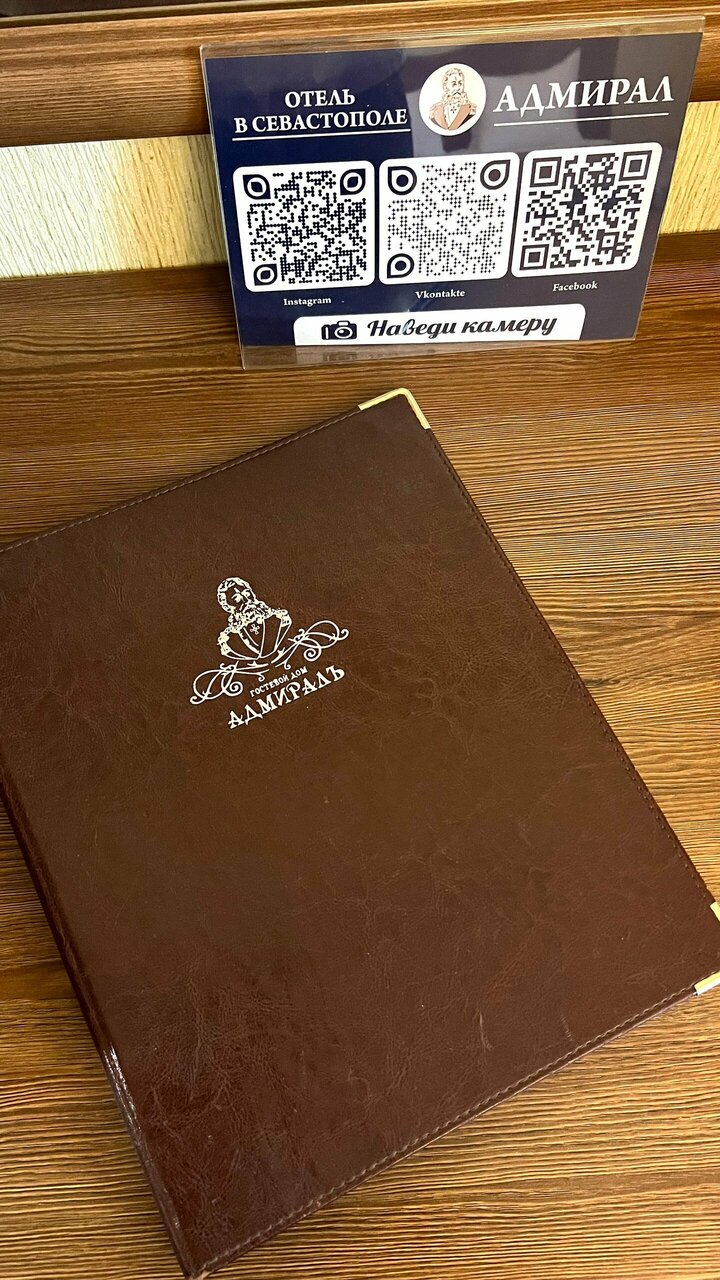 ОТЕЛЬ
В СЕВАСТОПОЛЕ
АДМИРАЛ
Instagram
Vkontakte
Facebook
Наведи камеру
ГОСТЕВОЙ ДОМ
АДМИРАЛЪ